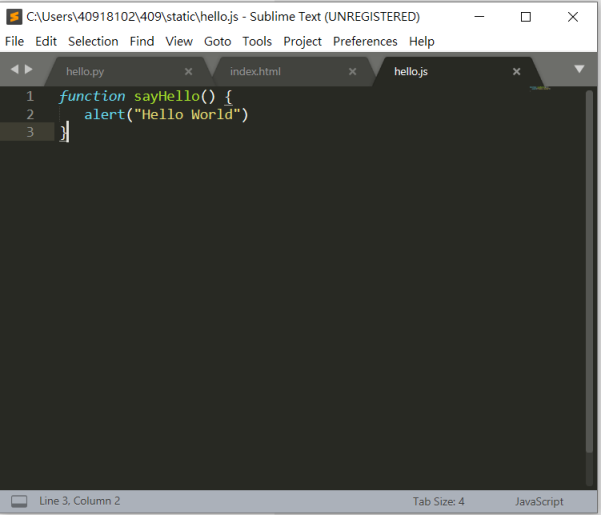 C:\Users\40918102\409\static\hello.js - Sublime Text (UNREGISTERED)
File Edit Selection Find View Goto Tools Project Preferences Help
hello.py index.html hello.js
1 function sayHello() {
2 alert("Hello World")
3 }
Line 3, Column 2 Tab Size: 4 JavaScript